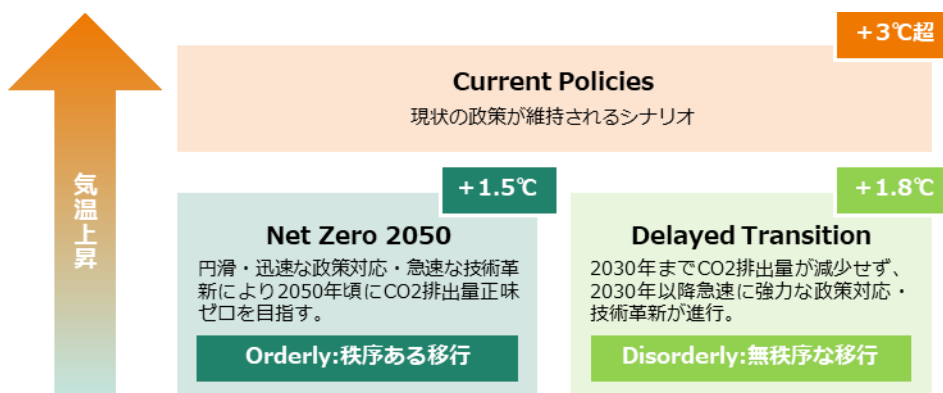 +3℃超
Current Policies
現状の政策が維持されるシナリオ
気温上昇
+1.5℃
Net Zero 2050
円滑・迅速な政策対応・急速な技術革
新により2050年頃にCO2排出量正味
ゼロを目指す。
Orderly:秩序ある移行
+1.8℃
Delayed Transition
2030年までCO2排出量が減少せず、
2030年以降急速に強力な政策対応・
技術革新が進行。
Disorderly:無秩序な移行